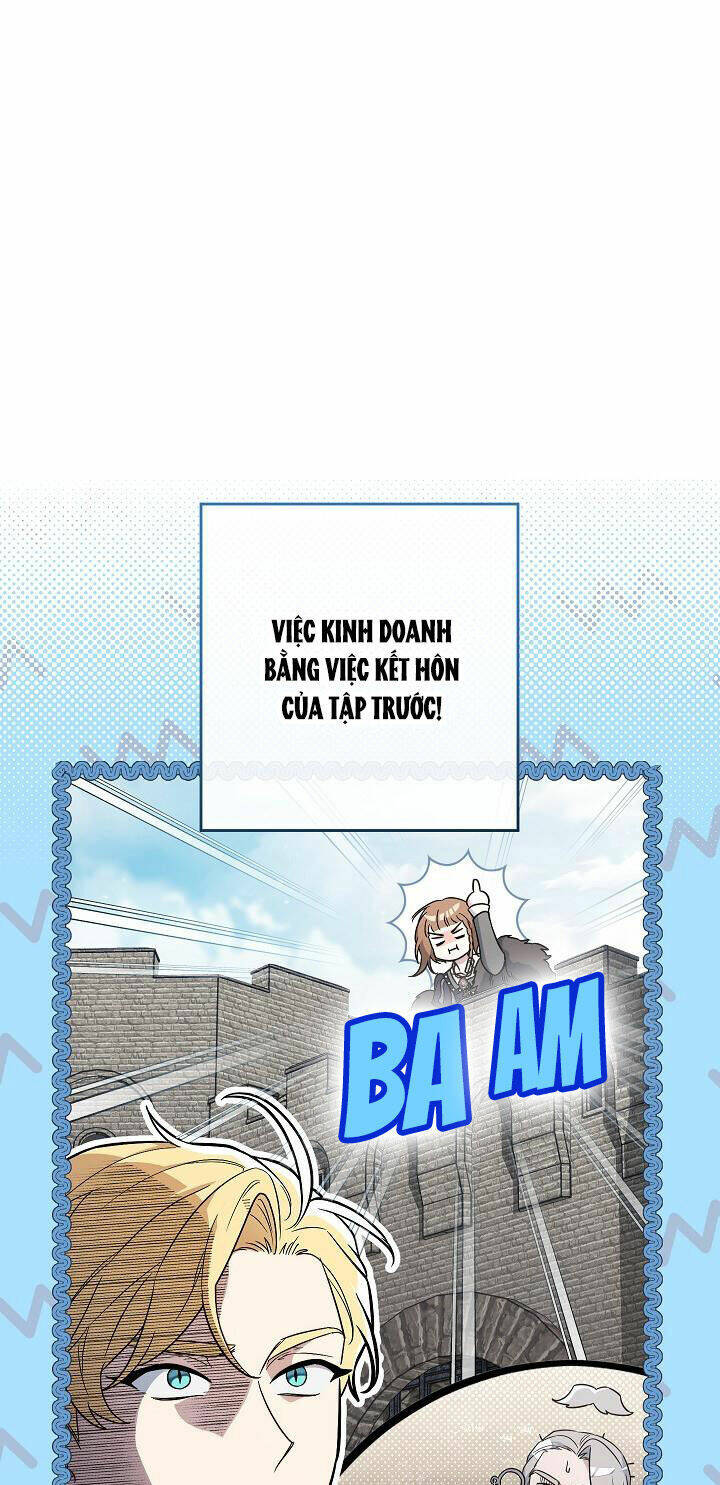 VIỆC KINH DOANH
BẰNG VIỆC KẾT HÔN
CỦA TẬP TRƯỚC!
BA AM